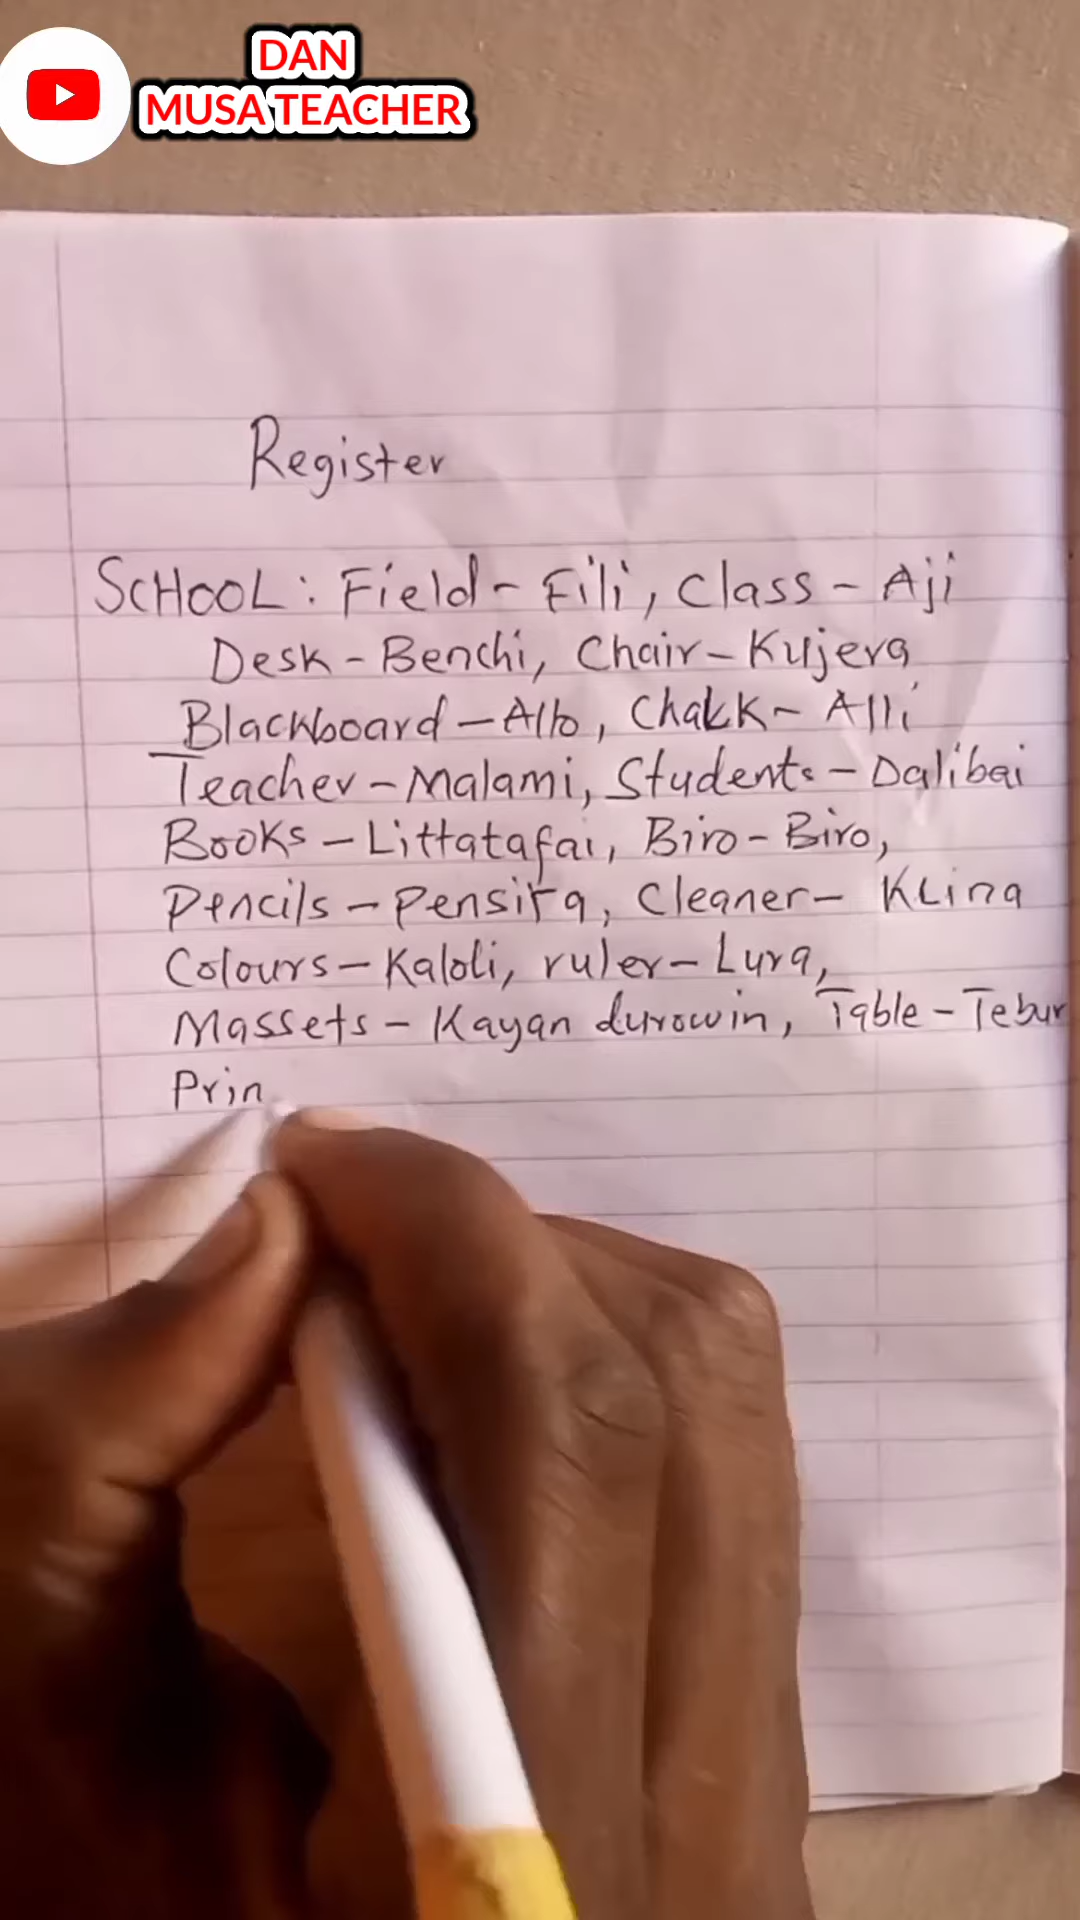 DAN
MUSA TEACHER
Register
SCHOOL: Field - Fili, Class - Aji
Desk - Benchi, Chair - Kujera
Blackboard - Allo, Chalk - Alli
Teacher - Malami, Students - Dalibai
Books - Littatafai, Biro - Biro,
Pencils - Pensira, Cleaner - Klina
Colours - Kaloli, ruler - Lura,
Massets - Kayan durowin, Table - Tebur
Prin